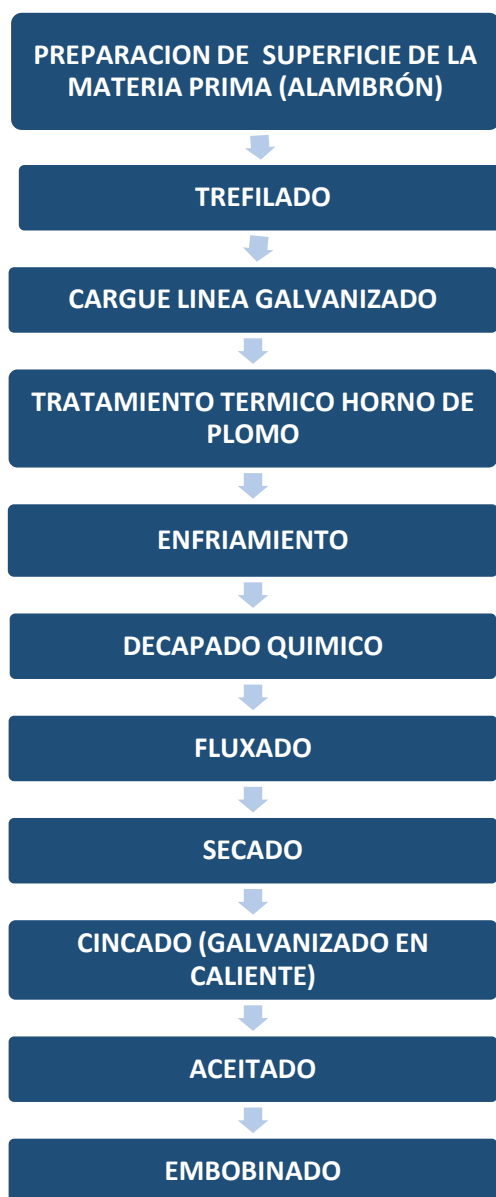 PREPARACION DE SUPERFICIE DE LA
MATERIA PRIMA (ALAMBRÓN)
TREFILADO
CARGUE LINEA GALVANIZADO
TRATAMIENTO TERMICO HORNO DE
PLOMO
ENFRIAMIENTO
DECAPADO QUIMICO
FLUXADO
SECADO
CINCADO (GALVANIZADO EN
CALIENTE)
ACEITADO
EMBOBINADO